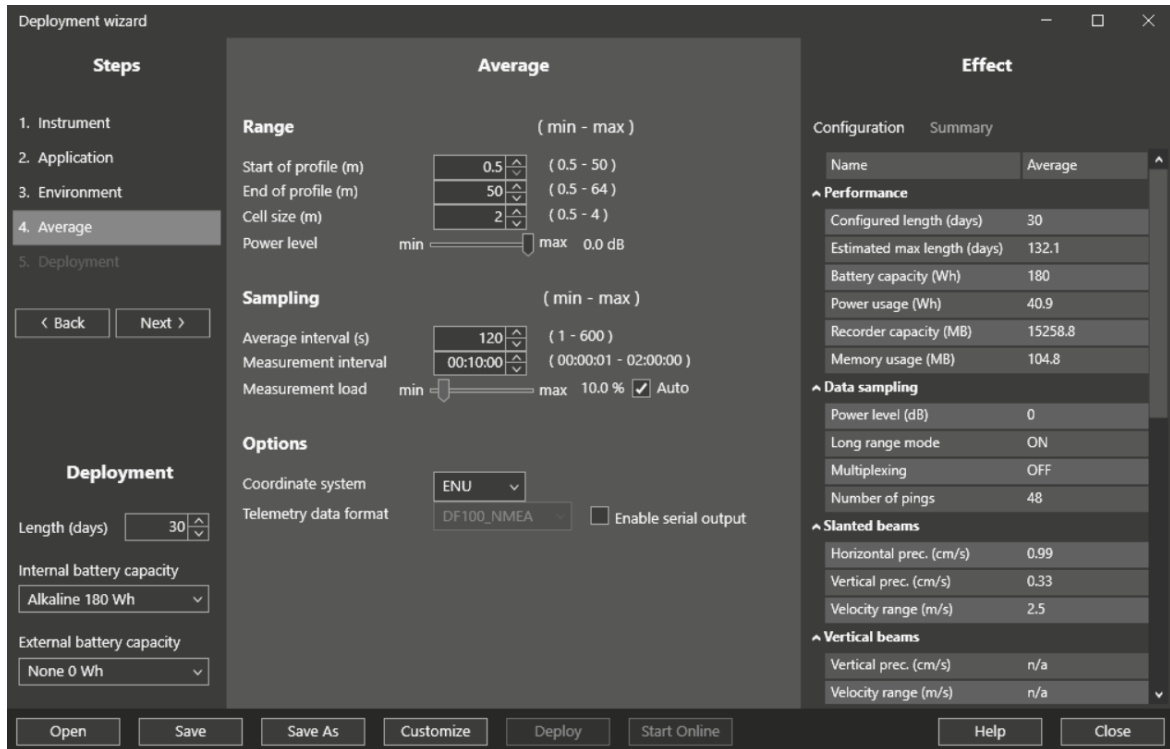 Deployment wizard
Steps
1. Instrument
2. Application
3. Environment
4. Average
5. Deployment
< Back Next >
Deployment
Length (days) 30
Internal battery capacity
Alkaline 180 Wh
External battery capacity
None 0 Wh
Average
Range ( min - max )
Start of profile (m) 0.5 ( 0.5 - 50 )
End of profile (m) 50 ( 0.5 - 64 )
Cell size (m) 2 ( 0.5 - 4 )
Power level min max 0.0 dB
Sampling ( min - max )
Average interval (s) 120 ( 1 - 600 )
Measurement interval 00:10:00 ( 00:00:01 - 02:00:00 )
Measurement load min max 10.0 % Auto
Options
Coordinate system ENU
Telemetry data format DF100_NMEA Enable serial output
Effect
Configuration Summary
Name Average
Performance
Configured length (days) 30
Estimated max length (days) 132.1
Battery capacity (Wh) 180
Power usage (Wh) 40.9
Recorder capacity (MB) 15258.8
Memory usage (MB) 104.8
Data sampling
Power level (dB) 0
Long range mode ON
Multiplexing OFF
Number of pings 48
Slanted beams
Horizontal prec. (cm/s) 0.99
Vertical prec. (cm/s) 0.33
Velocity range (m/s) 2.5
Vertical beams
Vertical prec. (cm/s) n/a
Velocity range (m/s) n/a
Open Save Save As Customize Deploy Start Online Help Close